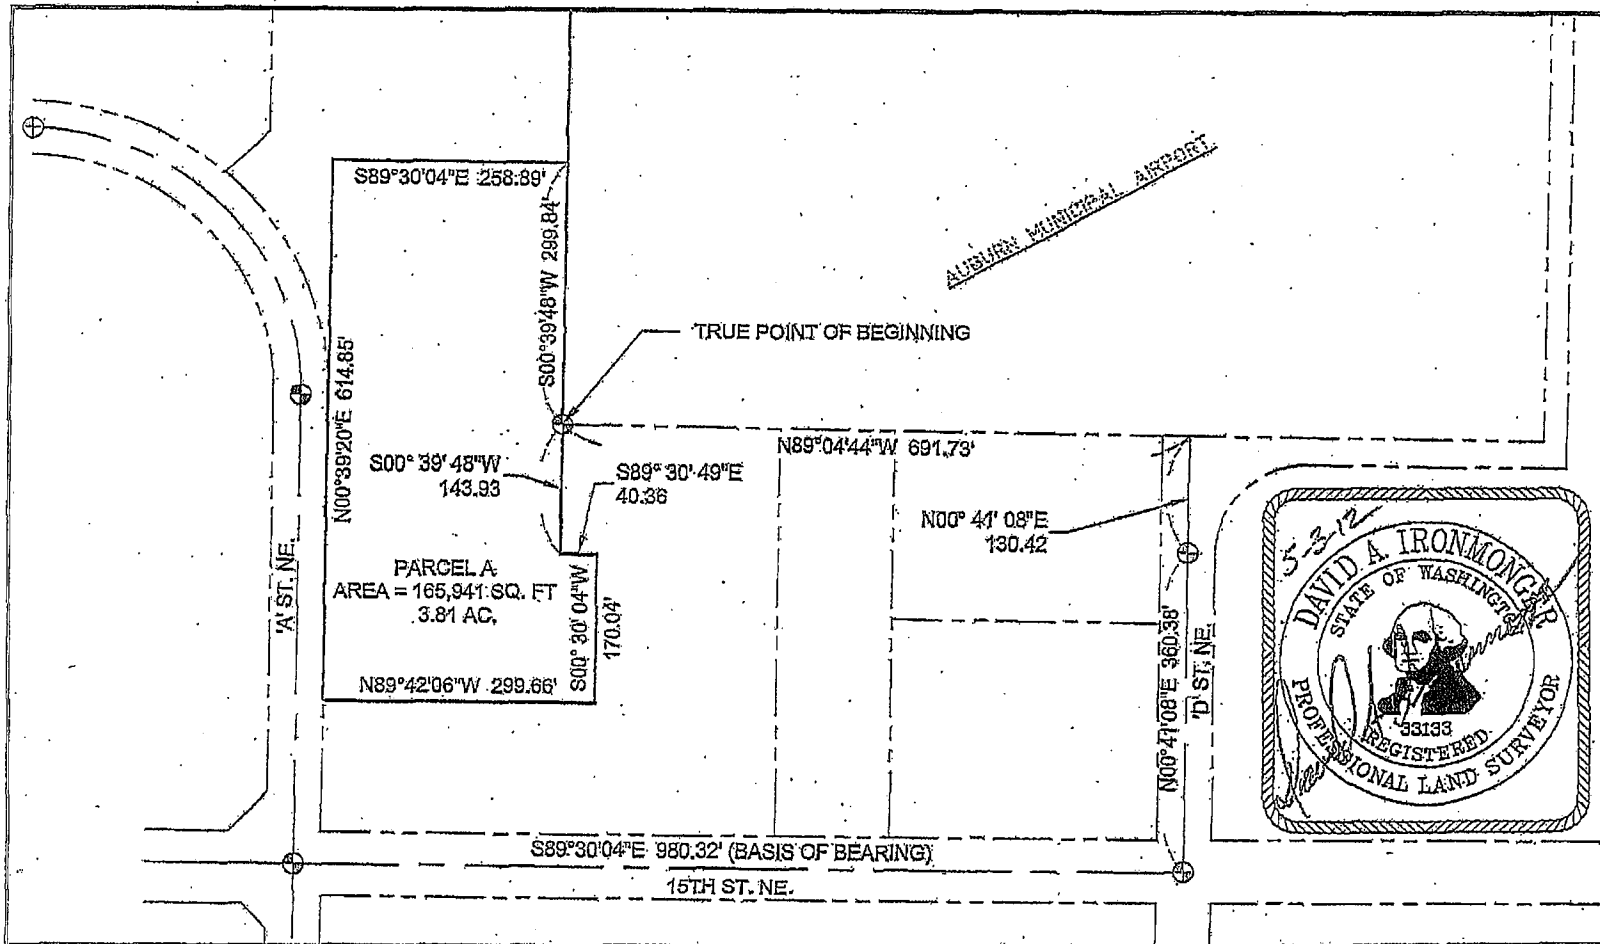 S89°30'04"E 258.89'
S00°39'48"W 299.84'
AUBURN MUNICIPAL AIRPORT
TRUE POINT OF BEGINNING
N00°39'20"E 614.85'
N89°04'44"W 691.73'
S00° 39' 48"W
143.93
S89° 30' 49"E
40.36
N00° 41' 08"E
130.42
'A' ST. NE.
PARCEL A
AREA = 165,941 SQ. FT
3.81 AC.
S00° 30' 04"W
170.04'
N89°42'06"W 299.66'
N00°41'08"E 360.38'
'D' ST. NE.
5-3-12
DAVID A. IRONMONGER
STATE OF WASHINGTON
33133
REGISTERED
PROFESSIONAL LAND SURVEYOR
S89°30'04"E 980.32' (BASIS OF BEARING)
15TH ST. NE.